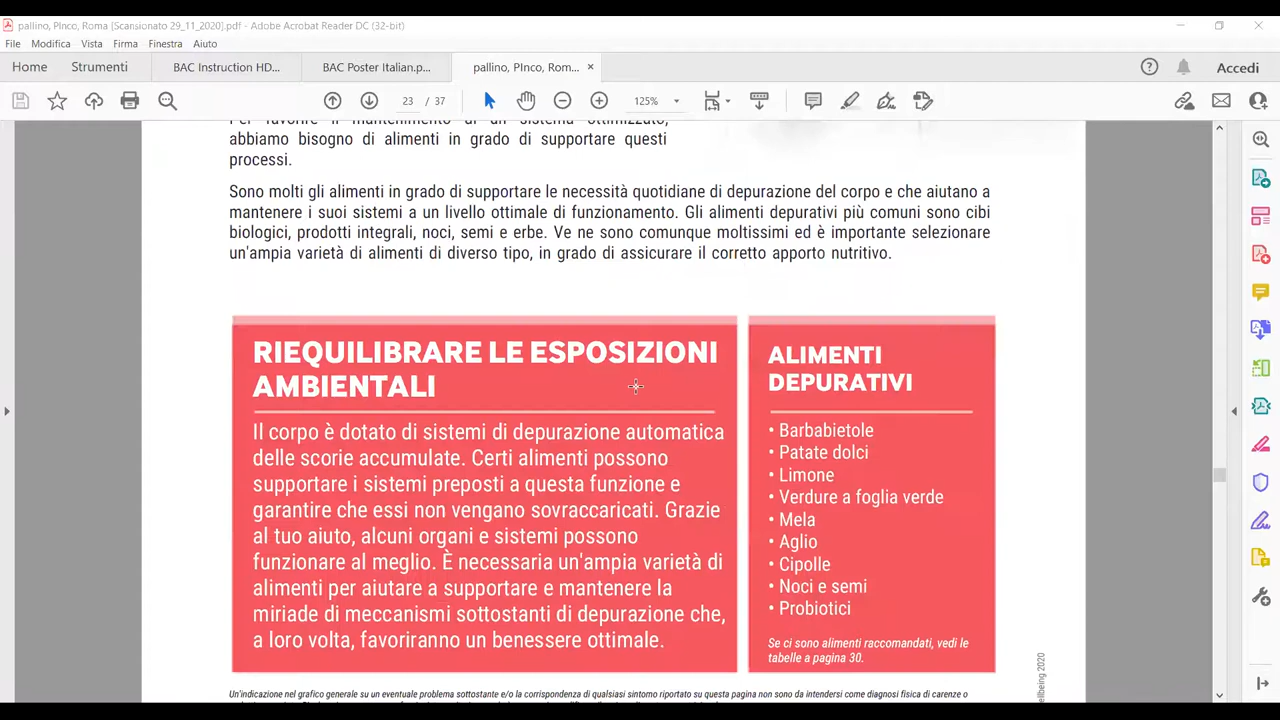 pallino, PInco, Roma [Scansionato 29_11_2020].pdf - Adobe Acrobat Reader DC (32-bit)
File Modifica Vista Firma Finestra Aiuto
Home Strumenti BAC Instruction HD... BAC Poster Italian.p... pallino, PInco, Rom... ×
Accedi
23 / 37 125%
Per favorire il mantenimento di un sistema ottimizzato,
abbiamo bisogno di alimenti in grado di supportare questi
processi.
Sono molti gli alimenti in grado di supportare le necessità quotidiane di depurazione del corpo e che aiutano a
mantenere i suoi sistemi a un livello ottimale di funzionamento. Gli alimenti depurativi più comuni sono cibi
biologici, prodotti integrali, noci, semi e erbe. Ve ne sono comunque moltissimi ed è importante selezionare
un'ampia varietà di alimenti di diverso tipo, in grado di assicurare il corretto apporto nutritivo.
RIEQUILIBRARE LE ESPOSIZIONI
AMBIENTALI
Il corpo è dotato di sistemi di depurazione automatica
delle scorie accumulate. Certi alimenti possono
supportare i sistemi preposti a questa funzione e
garantire che essi non vengano sovraccaricati. Grazie
al tuo aiuto, alcuni organi e sistemi possono
funzionare al meglio. È necessaria un'ampia varietà di
alimenti per aiutare a supportare e mantenere la
miriade di meccanismi sottostanti di depurazione che,
a loro volta, favoriranno un benessere ottimale.
ALIMENTI
DEPURATIVI
• Barbabietole
• Patate dolci
• Limone
• Verdure a foglia verde
• Mela
• Aglio
• Cipolle
• Noci e semi
• Probiotici
Se ci sono alimenti raccomandati, vedi le
tabelle a pagina 30.
ellbeing 2020
Un'indicazione nel grafico generale su un eventuale problema sottostante e/o la corrispondenza di qualsiasi sintomo riportato su questa pagina non sono da intendersi come diagnosi fisica di carenze o